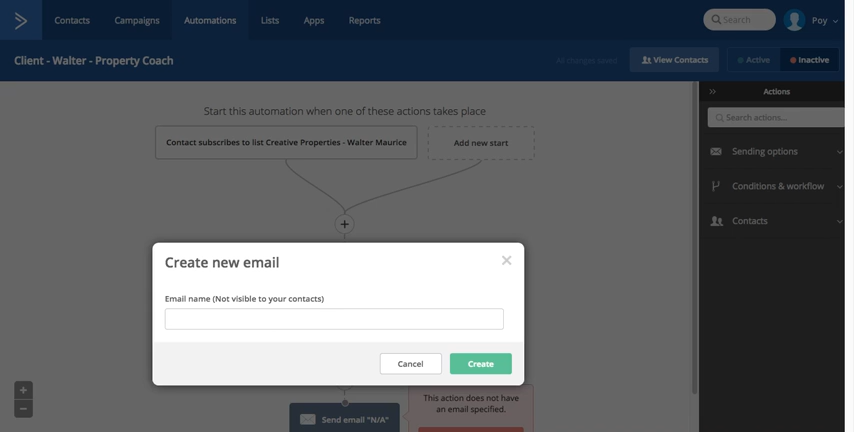 Contacts
Campaigns
Automations
Lists
Apps
Reports
Search
Poy
Client - Walter - Property Coach
All changes saved
View Contacts
Active
Inactive
Actions
Search actions...
Sending options
Conditions & workflow
Contacts
Start this automation when one of these actions takes place
Contact subscribes to list Creative Properties - Walter Maurice
Add new start
Create new email
Email name (Not visible to your contacts)
Cancel
Create
This action does not have
an email specified.
Send email "N/A"